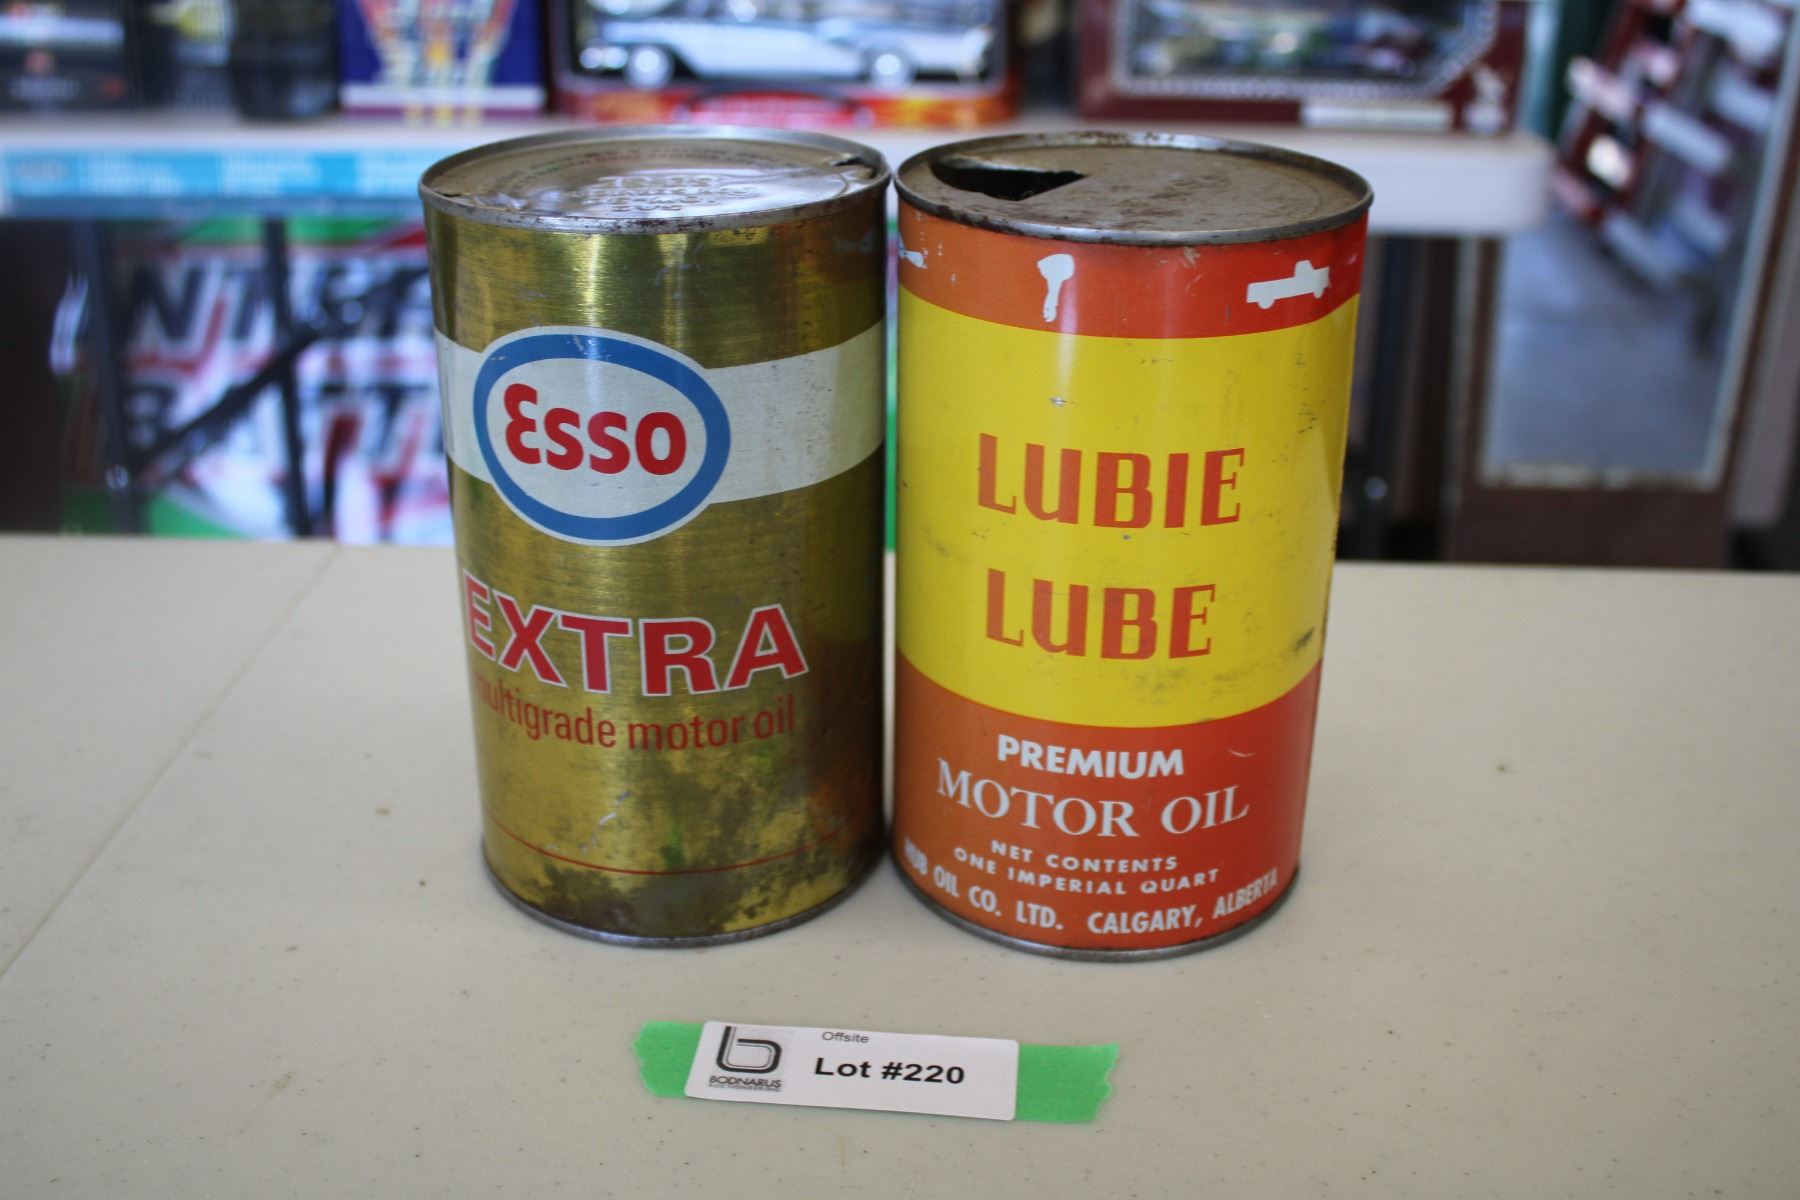 Esso
EXTRA
multigrade motor oil
LUBIE
LUBE
PREMIUM
MOTOR OIL
NET CONTENTS
ONE IMPERIAL QUART
OIL CO. LTD. CALGARY, ALBERTA
Offsite
Lot #220
BODNARUS
AUCTIONEERING